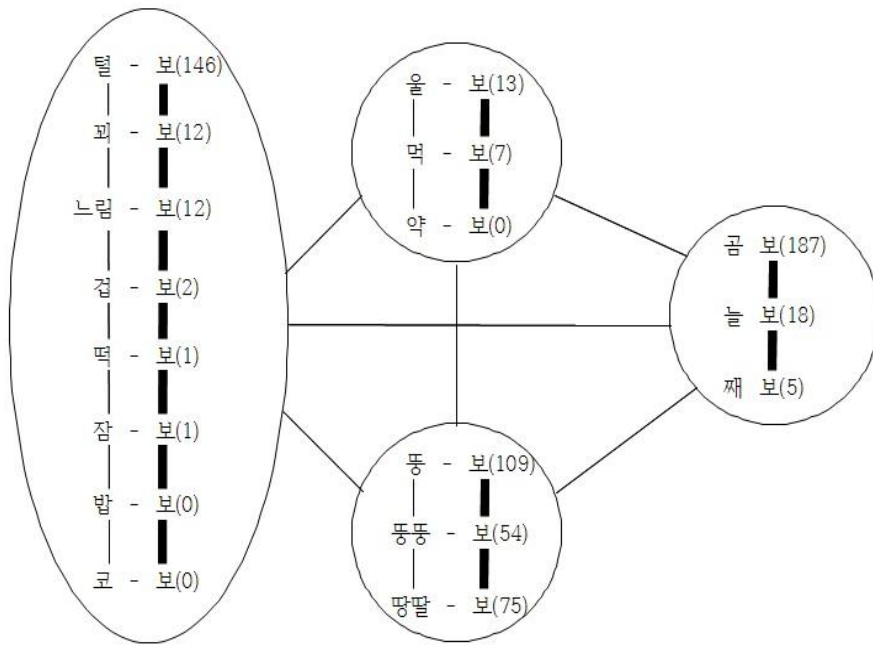 털 - 보(146)
꾀 - 보(12)
느림 - 보(12)
겁 - 보(2)
떡 - 보(1)
잠 - 보(1)
밥 - 보(0)
코 - 보(0)
울 - 보(13)
먹 - 보(7)
약 - 보(0)
뚱 - 보(109)
뚱뚱 - 보(54)
땅딸 - 보(75)
곰 보(187)
늘 보(18)
째 보(5)